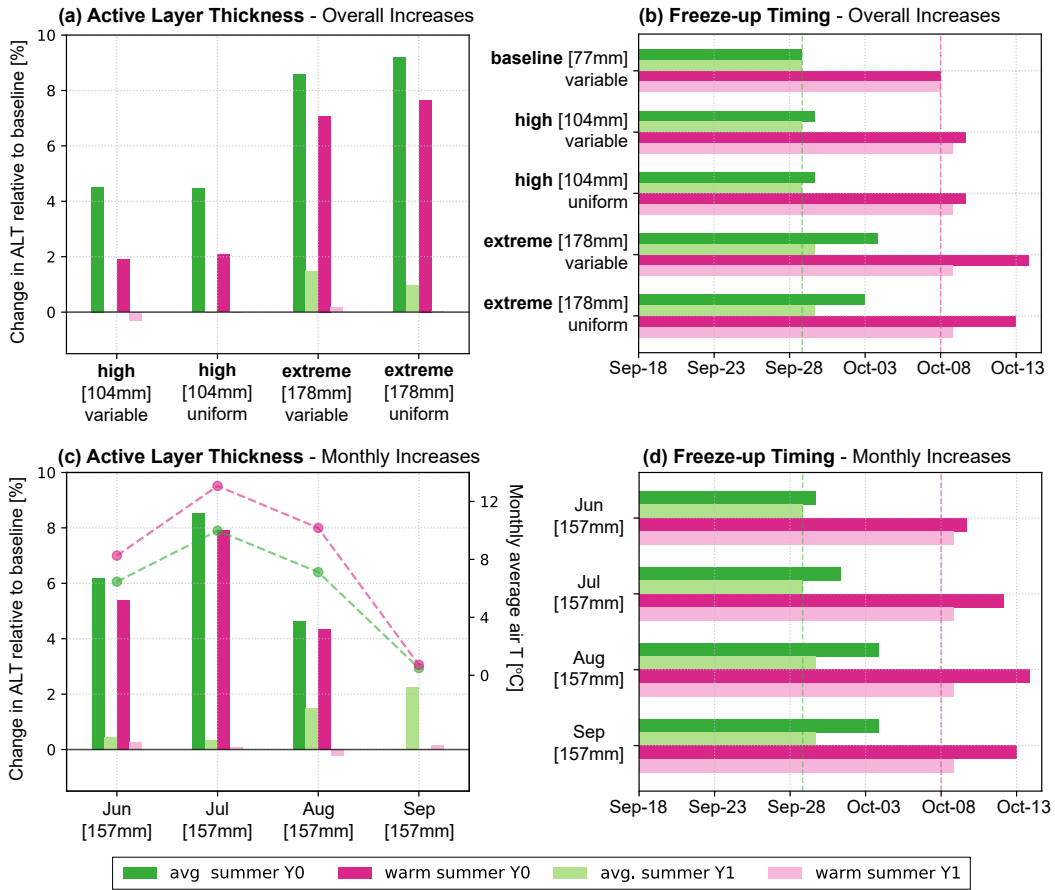 (a) Active Layer Thickness - Overall Increases
Change in ALT relative to baseline [%]
10
8
6
4
2
0
high
[104mm]
variable
high
[104mm]
uniform
extreme
[178mm]
variable
extreme
[178mm]
uniform
(b) Freeze-up Timing - Overall Increases
baseline [77mm]
variable
high [104mm]
variable
high [104mm]
uniform
extreme [178mm]
variable
extreme [178mm]
uniform
Sep-18
Sep-23
Sep-28
Oct-03
Oct-08
Oct-13
(c) Active Layer Thickness - Monthly Increases
Change in ALT relative to baseline [%]
10
8
6
4
2
0
Monthly average air T [°C]
12
8
4
0
Jun
[157mm]
Jul
[157mm]
Aug
[157mm]
Sep
[157mm]
(d) Freeze-up Timing - Monthly Increases
Jun
[157mm]
Jul
[157mm]
Aug
[157mm]
Sep
[157mm]
Sep-18
Sep-23
Sep-28
Oct-03
Oct-08
Oct-13
avg summer Y0
warm summer Y0
avg. summer Y1
warm summer Y1